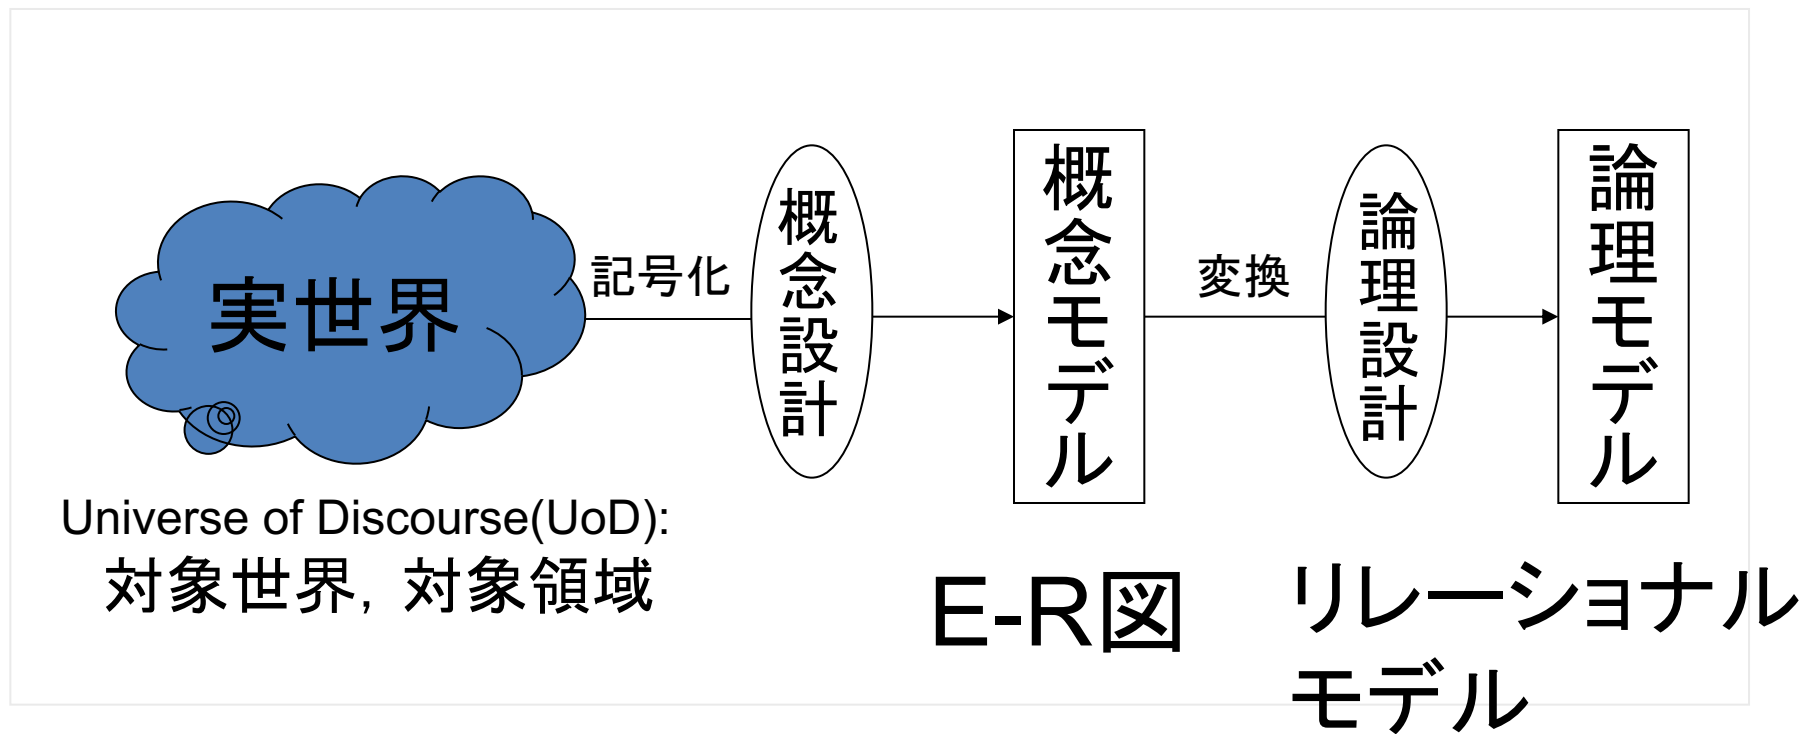 実世界
記号化
概念設計
概念モデル
変換
論理設計
論理モデル
Universe of Discourse(UoD):
対象世界，対象領域
E-R図
リレーショナル
モデル